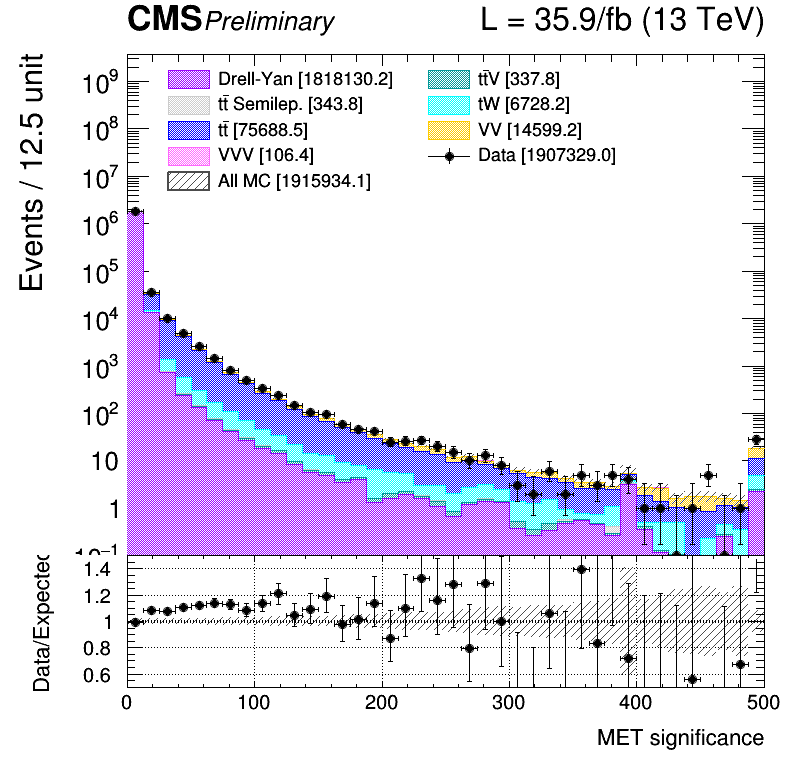 CMS Preliminary L = 35.9/fb (13 TeV)
Events / 12.5 unit
Drell-Yan [1818130.2]
tt̄ Semilep. [343.8]
tt̄ [75688.5]
VVV [106.4]
All MC [1915934.1]
tt̄V [337.8]
tW [6728.2]
VV [14599.2]
Data [1907329.0]
10⁹
10⁸
10⁷
10⁶
10⁵
10⁴
10³
10²
10
1
10⁻¹
Data/Expected
1.4
1.2
1
0.8
0.6
0 100 200 300 400 500
MET significance